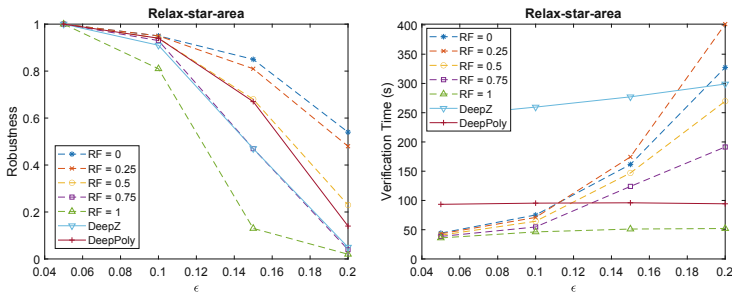 Relax-star-area
Robustness
1
0.8
0.6
0.4
0.2
0
RF = 0
RF = 0.25
RF = 0.5
RF = 0.75
RF = 1
DeepZ
DeepPoly
0.04 0.06 0.08 0.1 0.12 0.14 0.16 0.18 0.2
ϵ
Relax-star-area
Verification Time (s)
400
350
300
250
200
150
100
50
0
RF = 0
RF = 0.25
RF = 0.5
RF = 0.75
RF = 1
DeepZ
DeepPoly
0.04 0.06 0.08 0.1 0.12 0.14 0.16 0.18 0.2
ϵ